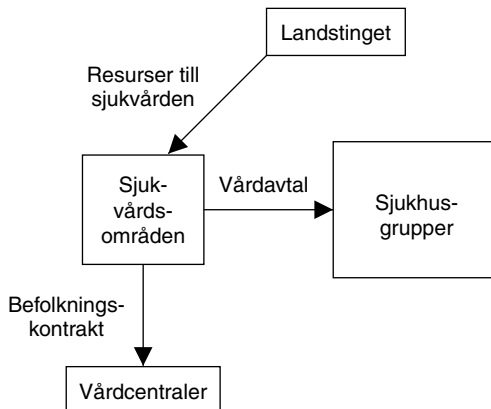 Landstinget
Resurser till
sjukvården
Sjuk-
vårds-
områden
Vårdavtal
Sjukhus-
grupper
Befolknings-
kontrakt
Vårdcentraler